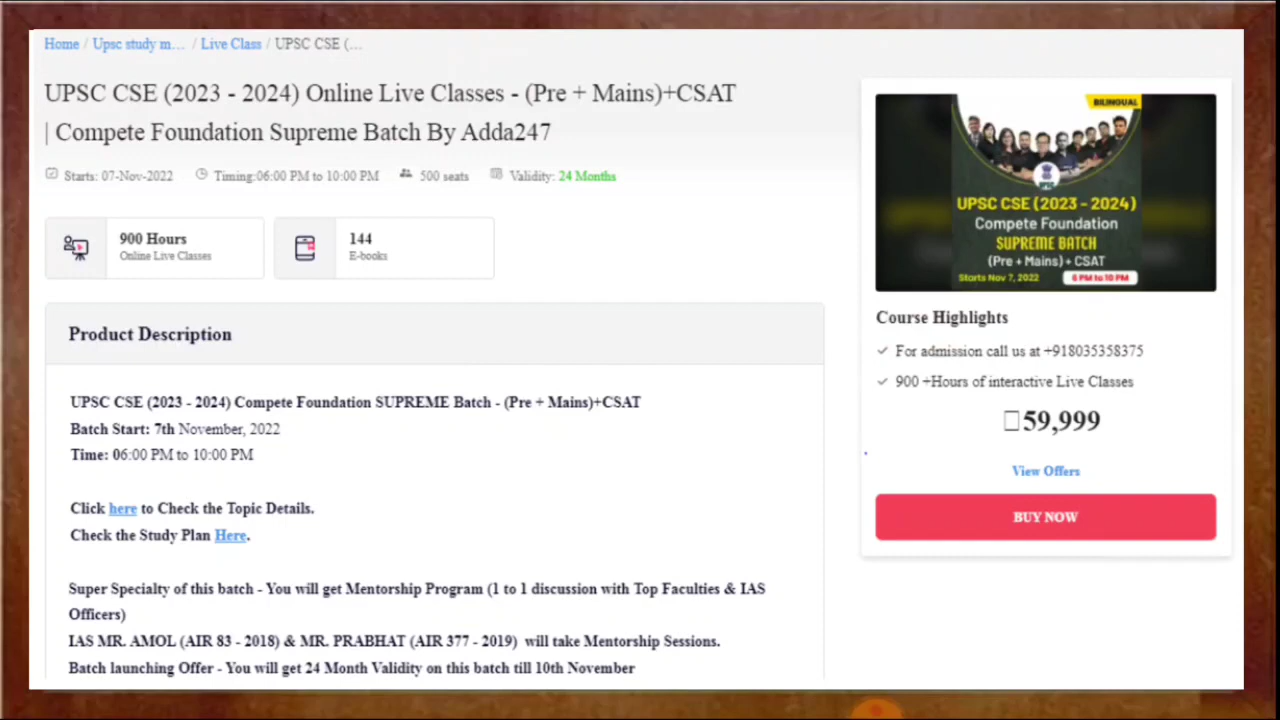 Home / Upsc study m... / Live Class / UPSC CSE (...
UPSC CSE (2023 - 2024) Online Live Classes - (Pre + Mains)+CSAT
| Compete Foundation Supreme Batch By Adda247
Starts: 07-Nov-2022 Timing:06:00 PM to 10:00 PM 500 seats Validity: 24 Months
900 Hours
Online Live Classes
144
E-books
Product Description
UPSC CSE (2023 - 2024) Compete Foundation SUPREME Batch - (Pre + Mains)+CSAT
Batch Start: 7th November, 2022
Time: 06:00 PM to 10:00 PM
Click here to Check the Topic Details.
Check the Study Plan Here.
Super Specialty of this batch - You will get Mentorship Program (1 to 1 discussion with Top Faculties & IAS
Officers)
IAS MR. AMOL (AIR 83 - 2018) & MR. PRABHAT (AIR 377 - 2019) will take Mentorship Sessions.
Batch launching Offer - You will get 24 Month Validity on this batch till 10th November
BILINGUAL
UPSC CSE (2023 - 2024)
Compete Foundation
SUPREME BATCH
(Pre + Mains) + CSAT
Starts Nov 7, 2022 6 PM to 10 PM
Course Highlights
For admission call us at +918035358375
900 +Hours of interactive Live Classes
59,999
View Offers
BUY NOW